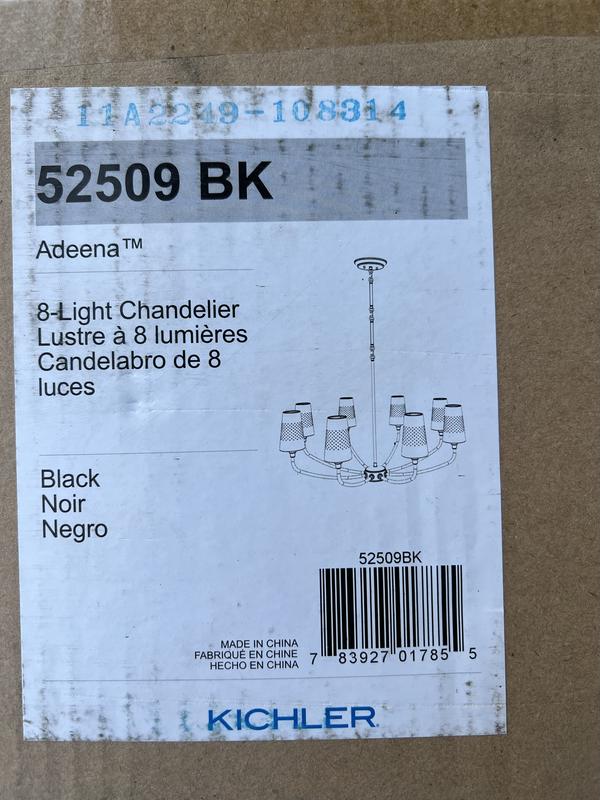 11A2249-108314
52509 BK
Adeena™
8-Light Chandelier
Lustre à 8 lumières
Candelabro de 8
luces
Black
Noir
Negro
52509BK
MADE IN CHINA
FABRIQUÉ EN CHINE
HECHO EN CHINA
7 83927 01785 5
KICHLER